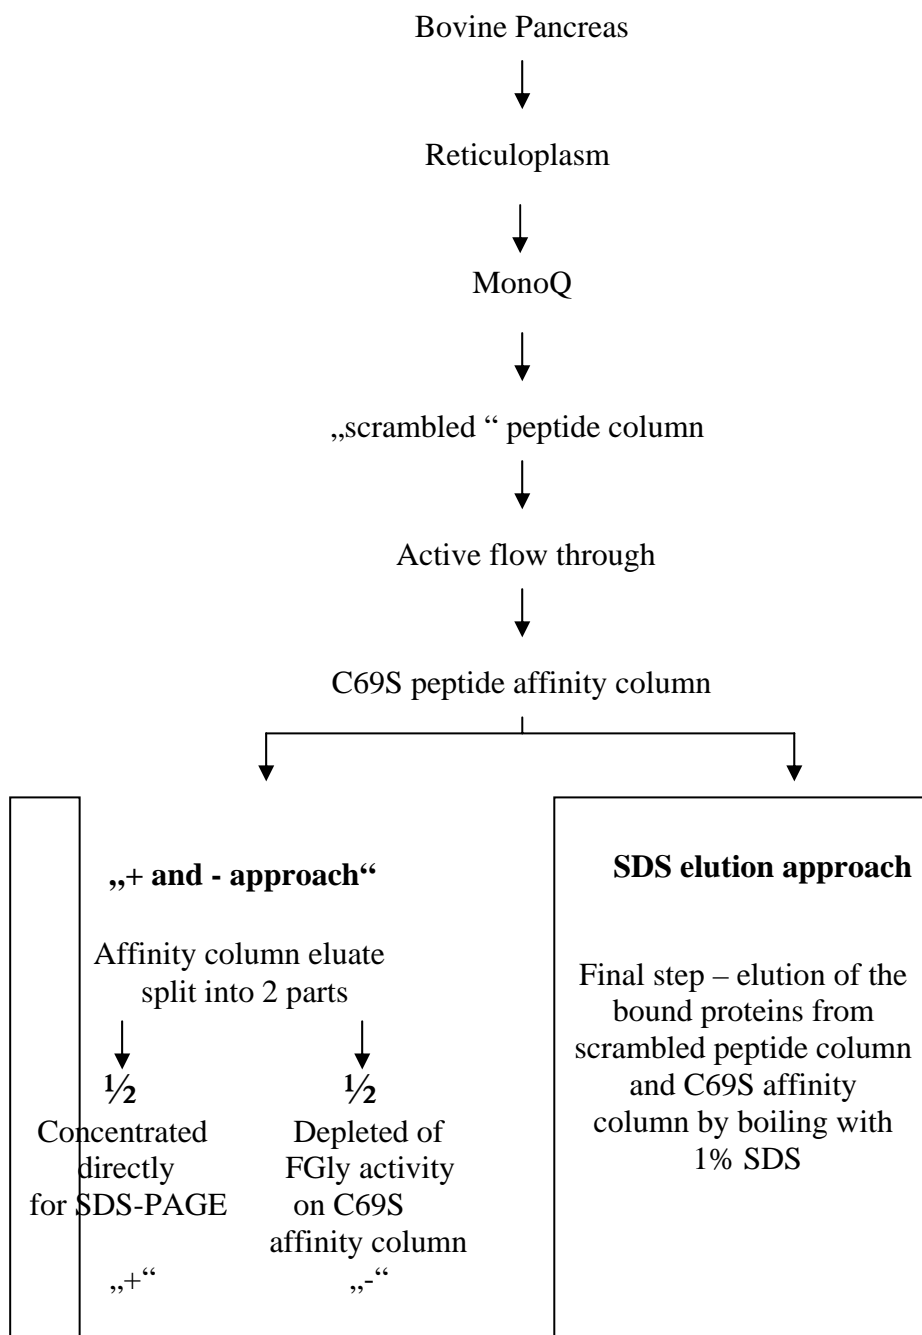 Bovine Pancreas
Reticuloplasm
MonoQ
„scrambled “ peptide column
Active flow through
C69S peptide affinity column
„+ and - approach“
Affinity column eluate
split into 2 parts
½
Concentrated
directly
for SDS-PAGE
„+“
½
Depleted of
FGly activity
on C69S
affinity column
„-“
SDS elution approach
Final step – elution of the
bound proteins from
scrambled peptide column
and C69S affinity
column by boiling with
1% SDS